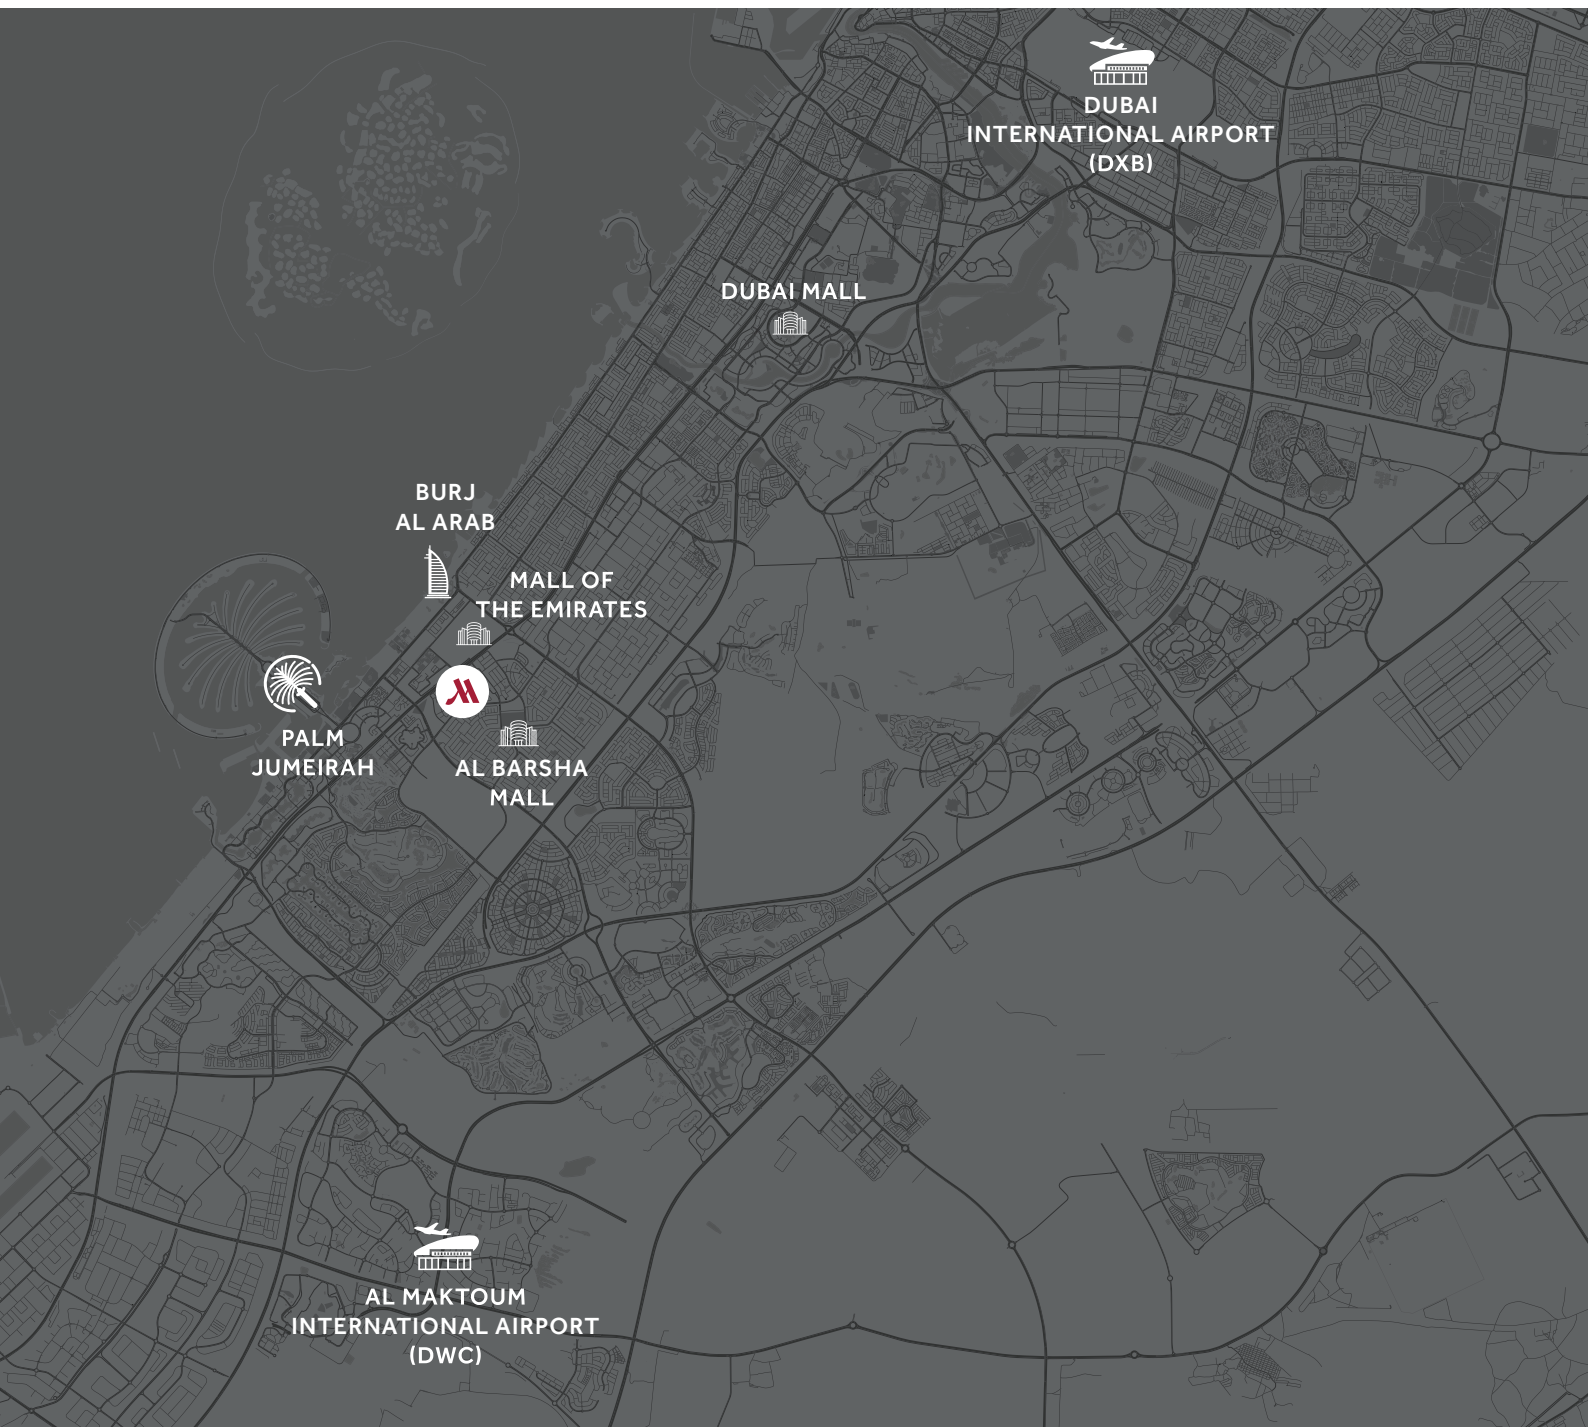 DUBAI
INTERNATIONAL AIRPORT
(DXB)
DUBAI MALL
BURJ
AL ARAB
MALL OF
THE EMIRATES
PALM
JUMEIRAH
AL BARSHA
MALL
AL MAKTOUM
INTERNATIONAL AIRPORT
(DWC)